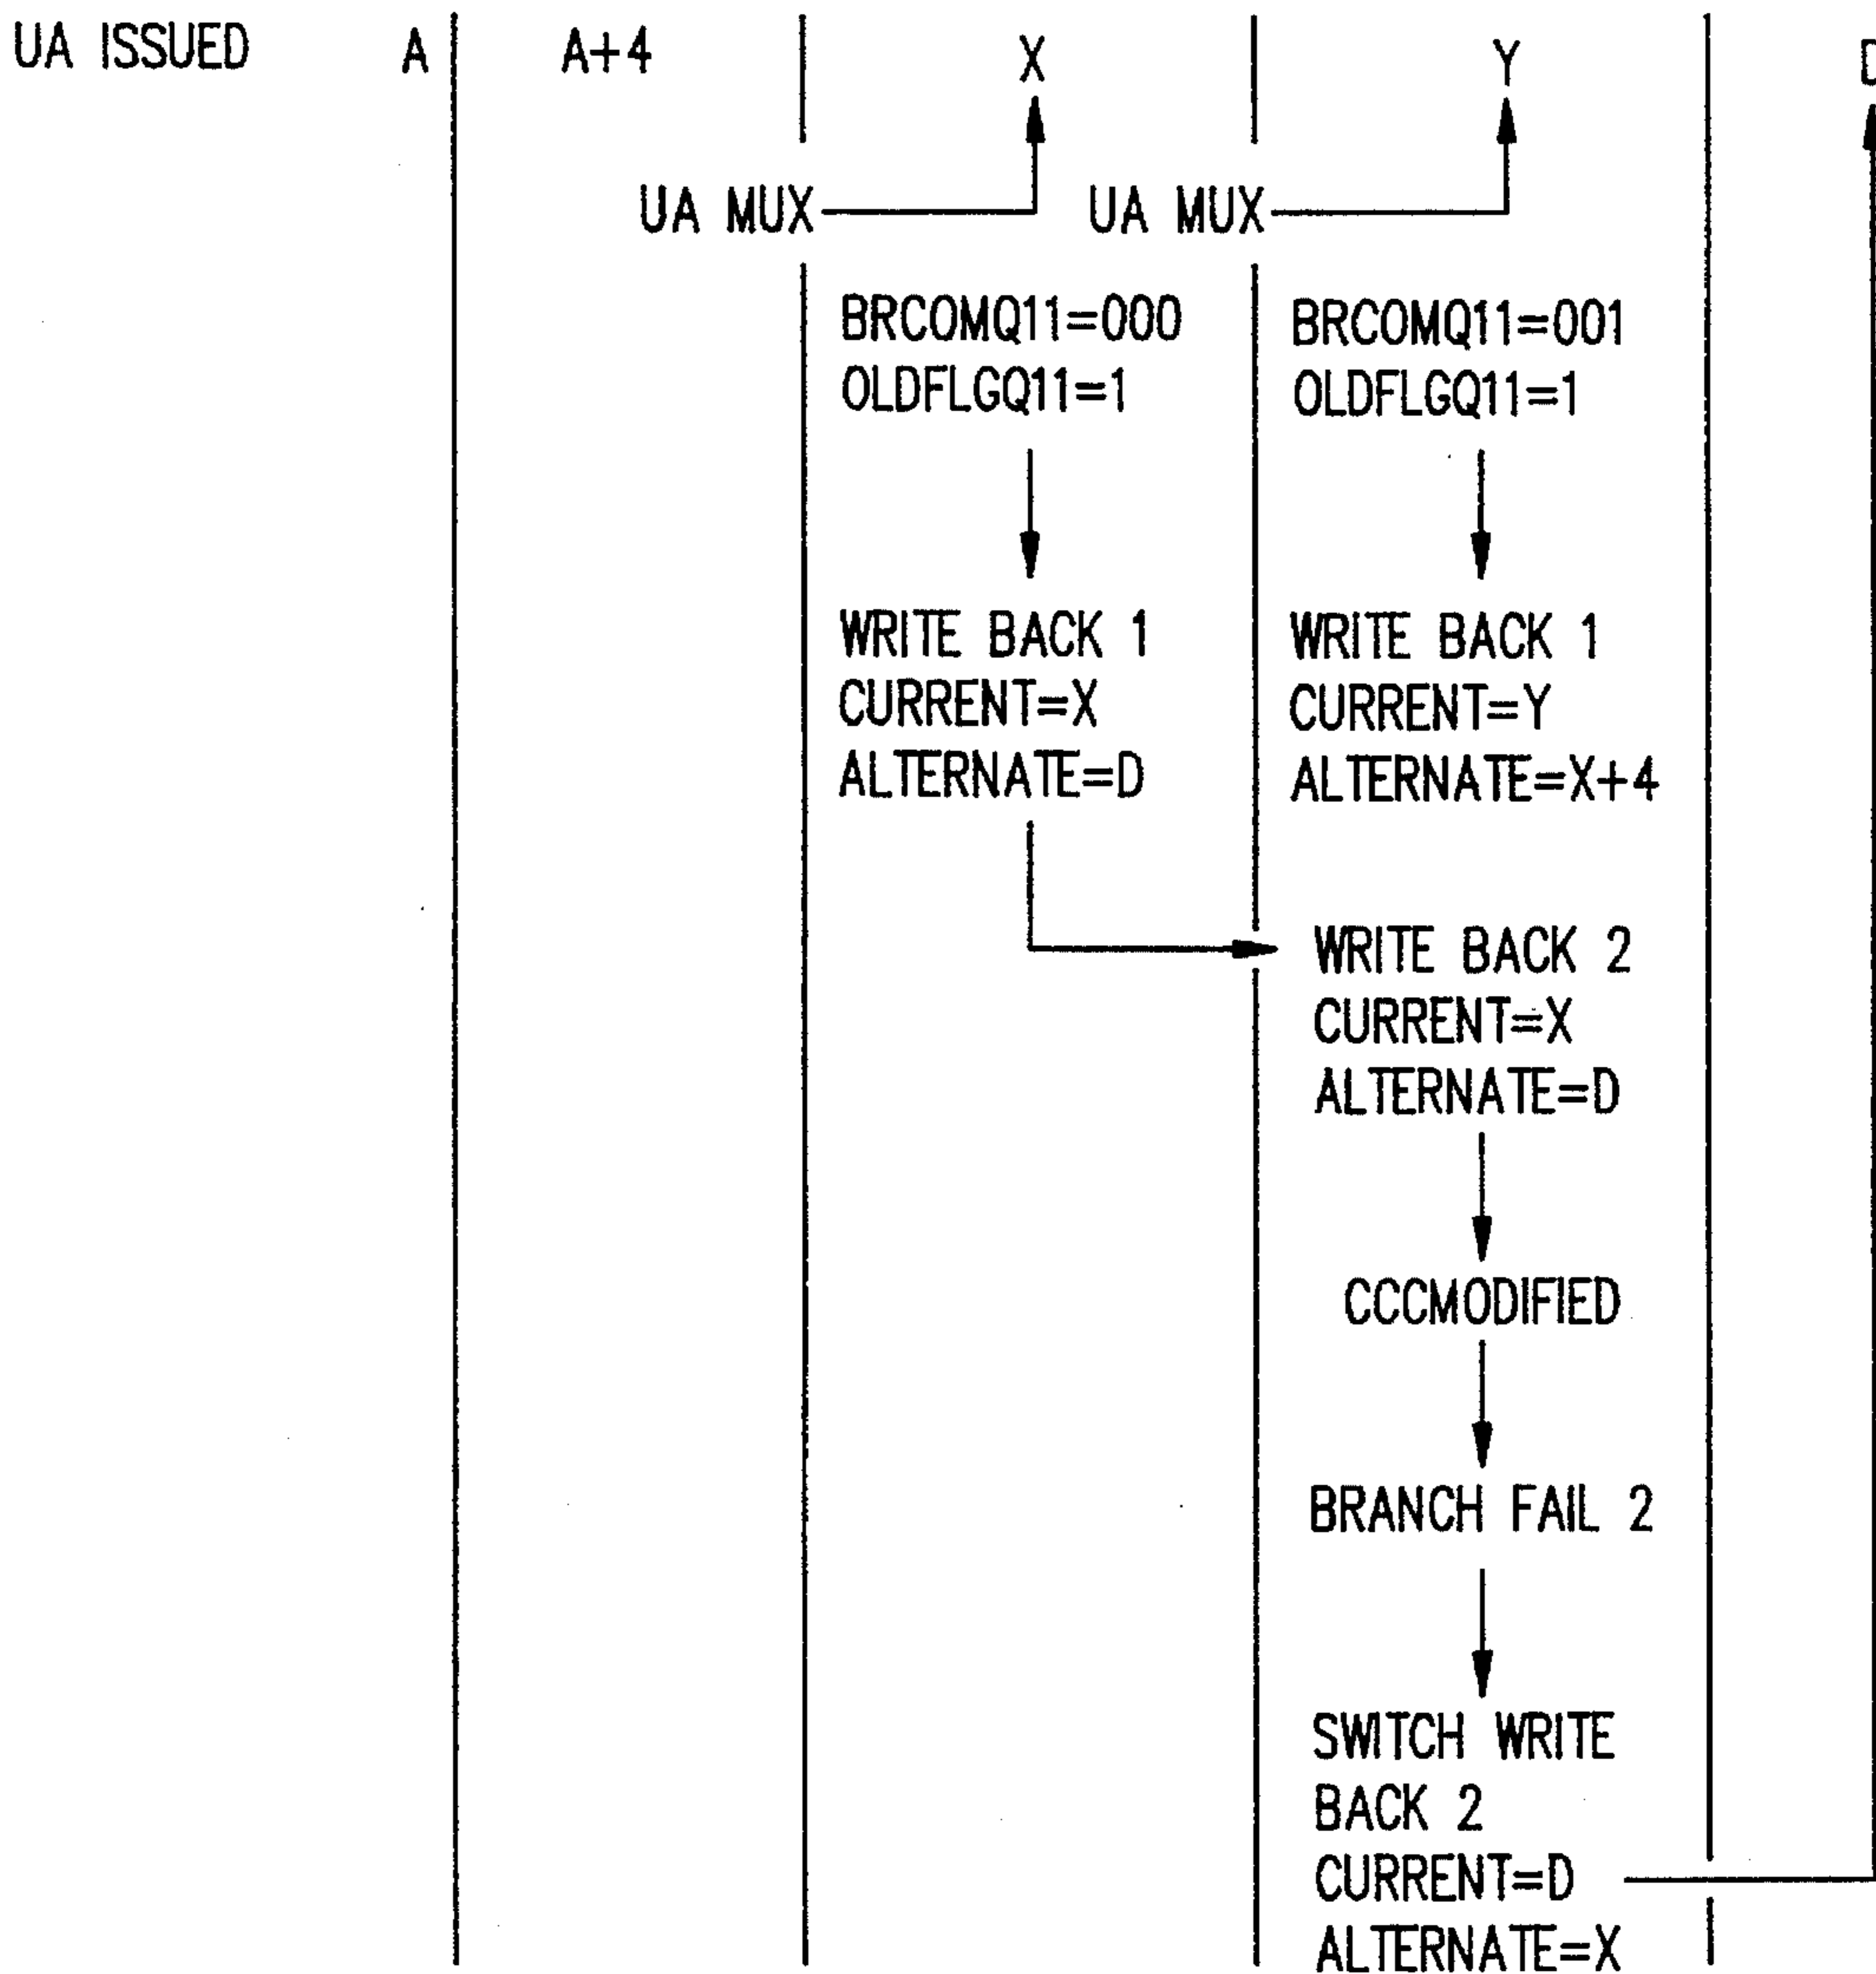 UA ISSUED A A+4 X Y D
UA MUX UA MUX
BRCOMQ11=000
OLDFLGQ11=1
BRCOMQ11=001
OLDFLGQ11=1
WRITE BACK 1
CURRENT=X
ALTERNATE=D
WRITE BACK 1
CURRENT=Y
ALTERNATE=X+4
WRITE BACK 2
CURRENT=X
ALTERNATE=D
CCCMODIFIED
BRANCH FAIL 2
SWITCH WRITE
BACK 2
CURRENT=D
ALTERNATE=X